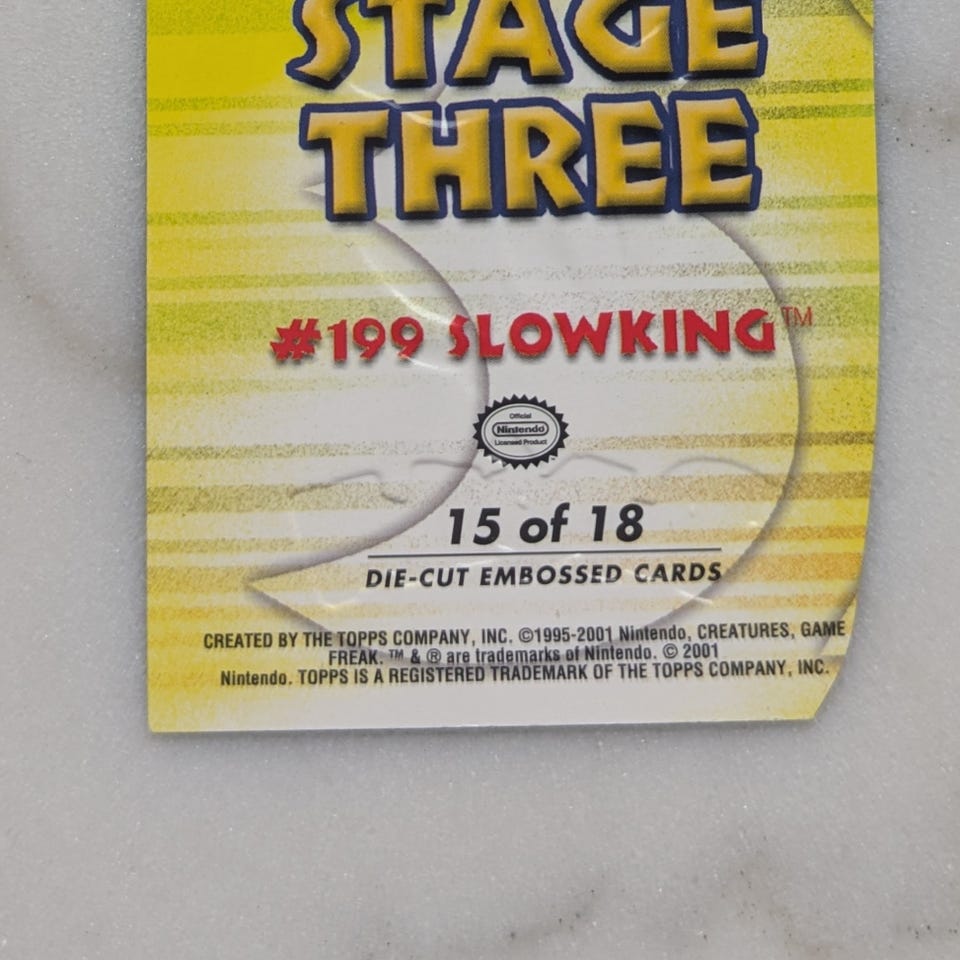 STAGE
THREE
#199 SLOWKING™
Official
Nintendo
Licensed Product
15 of 18
DIE-CUT EMBOSSED CARDS
CREATED BY THE TOPPS COMPANY, INC. ©1995-2001 Nintendo, CREATURES, GAME
FREAK. ™ & ® are trademarks of Nintendo. © 2001
Nintendo. TOPPS IS A REGISTERED TRADEMARK OF THE TOPPS COMPANY, INC.